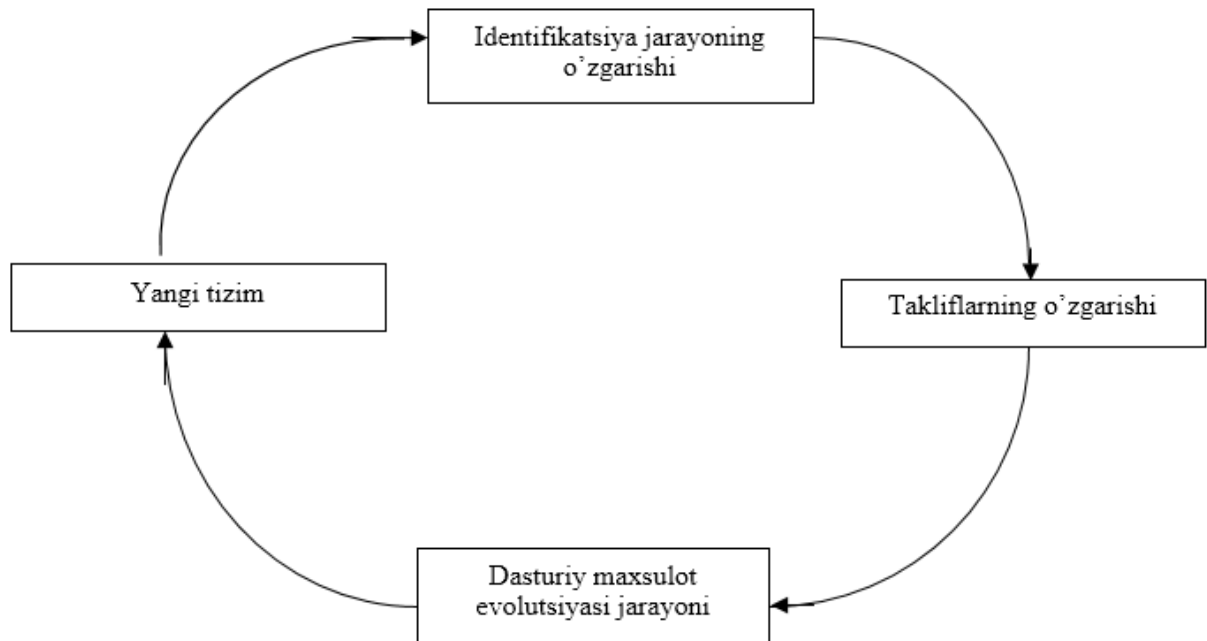 Identifikatsiya jarayoning
o’zgarishi
Yangi tizim
Takliflarning o’zgarishi
Dasturiy maxsulot
evolutsiyasi jarayoni